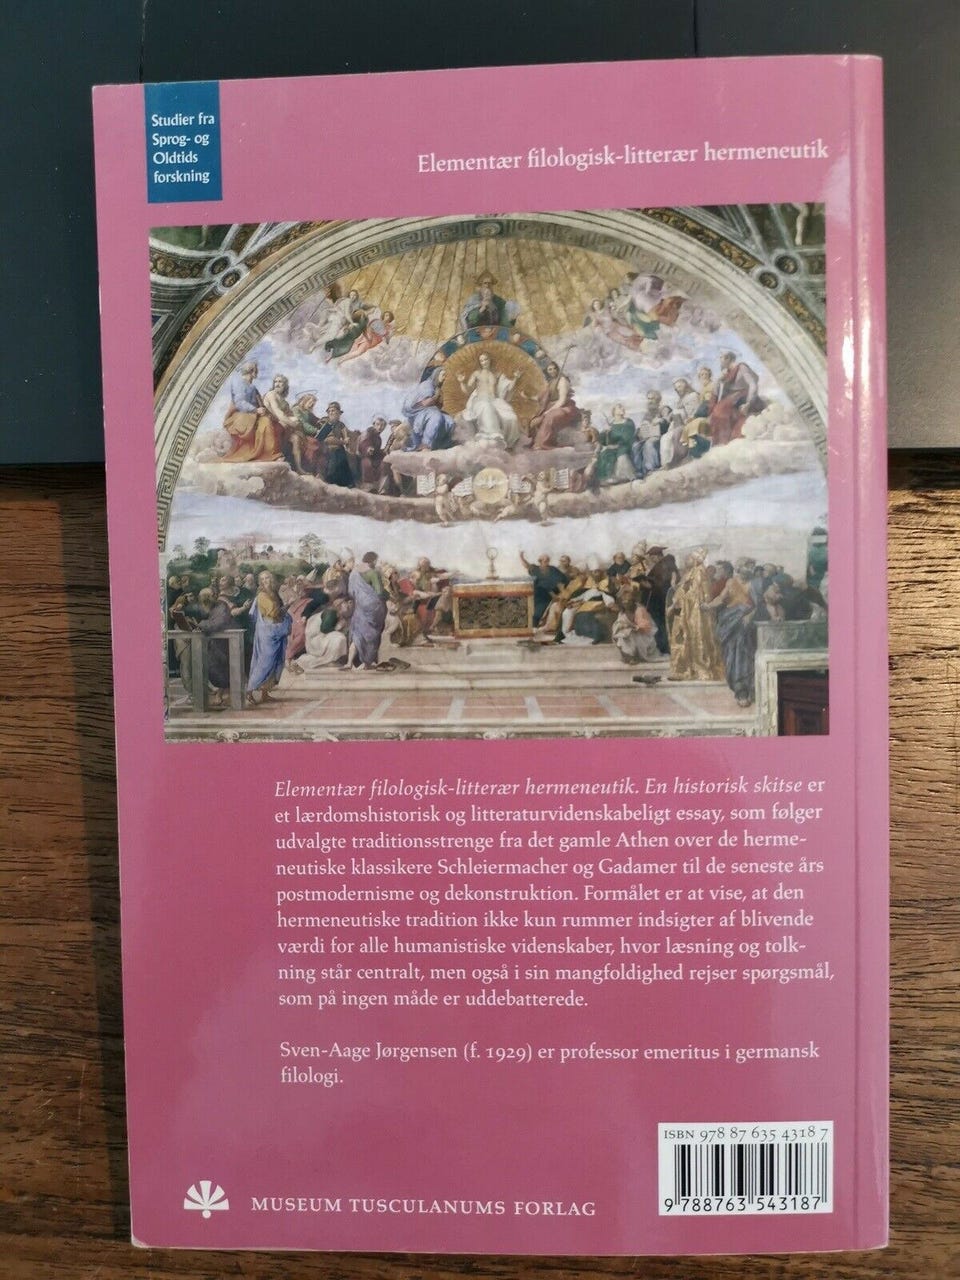 Studier fra
Sprog- og
Oldtids
forskning
Elementær filologisk-litterær hermeneutik
Elementær filologisk-litterær hermeneutik. En historisk skitse er
et lærdomshistorisk og litteraturvidenskabeligt essay, som følger
udvalgte traditionsstrenge fra det gamle Athen over de herme-
neutiske klassikere Schleiermacher og Gadamer til de seneste års
postmodernisme og dekonstruktion. Formålet er at vise, at den
hermeneutiske tradition ikke kun rummer indsigter af blivende
værdi for alle humanistiske videnskaber, hvor læsning og tolk-
ning står centralt, men også i sin mangfoldighed rejser spørgsmål,
som på ingen måde er uddebatterede.
Sven-Aage Jørgensen (f. 1929) er professor emeritus i germansk
filologi.
ISBN 978 87 635 4318 7
9 788763 543187
MUSEUM TUSCULANUMS FORLAG